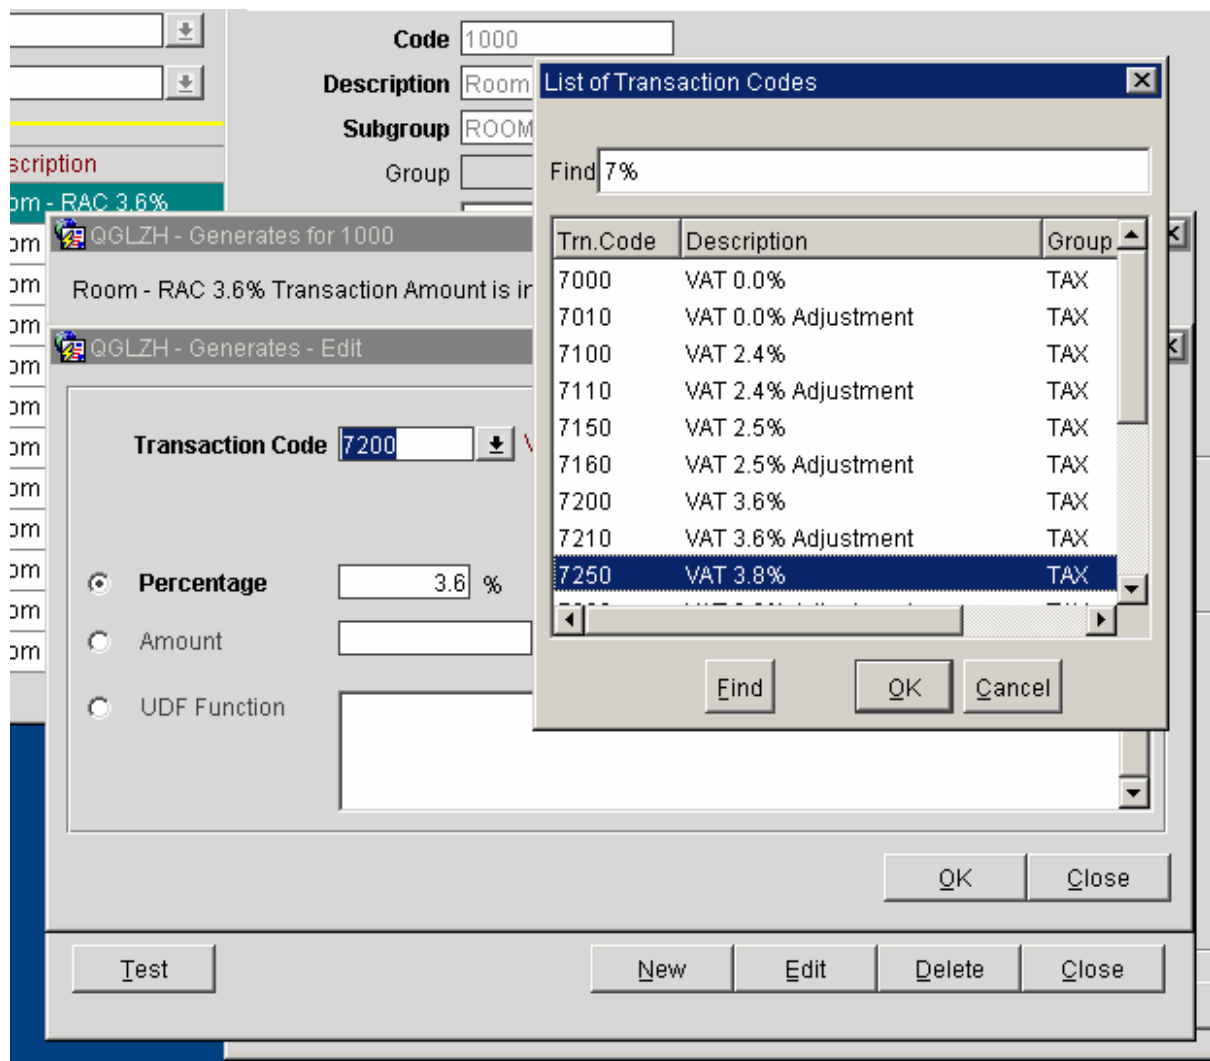 Code 1000
Description Room
Subgroup ROOM
Group
scription
om - RAC 3.6%
om
om
om
om
om
om
om
om
om
om
om
QGLZH - Generates for 1000
Room - RAC 3.6% Transaction Amount is in
QGLZH - Generates - Edit
Transaction Code 7200
Percentage 3.6 %
Amount
UDF Function
OK Close
Test New Edit Delete Close
List of Transaction Codes
Find 7%
Trn.Code Description Group
7000 VAT 0.0% TAX
7010 VAT 0.0% Adjustment TAX
7100 VAT 2.4% TAX
7110 VAT 2.4% Adjustment TAX
7150 VAT 2.5% TAX
7160 VAT 2.5% Adjustment TAX
7200 VAT 3.6% TAX
7210 VAT 3.6% Adjustment TAX
7250 VAT 3.8% TAX
Find OK Cancel